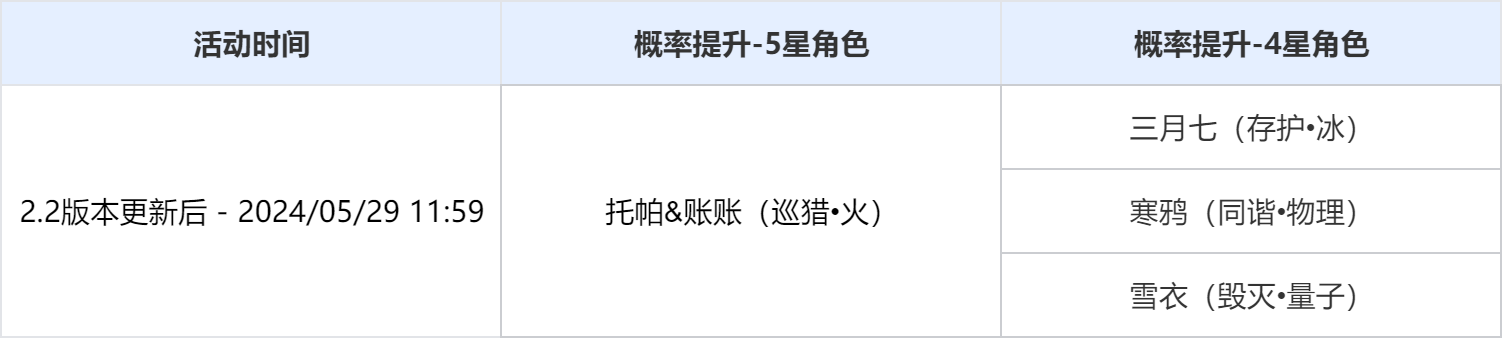 活动时间
概率提升-5星角色
概率提升-4星角色
2.2版本更新后 - 2024/05/29 11:59
托帕&账账（巡猎•火）
三月七（存护•冰）
寒鸦（同谐•物理）
雪衣（毁灭•量子）